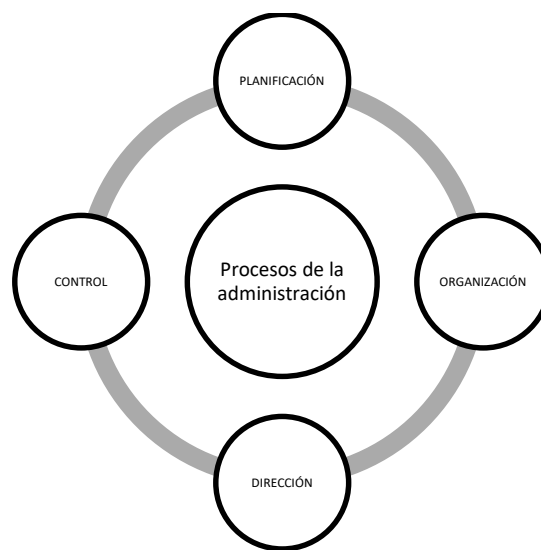 PLANIFICACIÓN
CONTROL
Procesos de la
administración
ORGANIZACIÓN
DIRECCIÓN